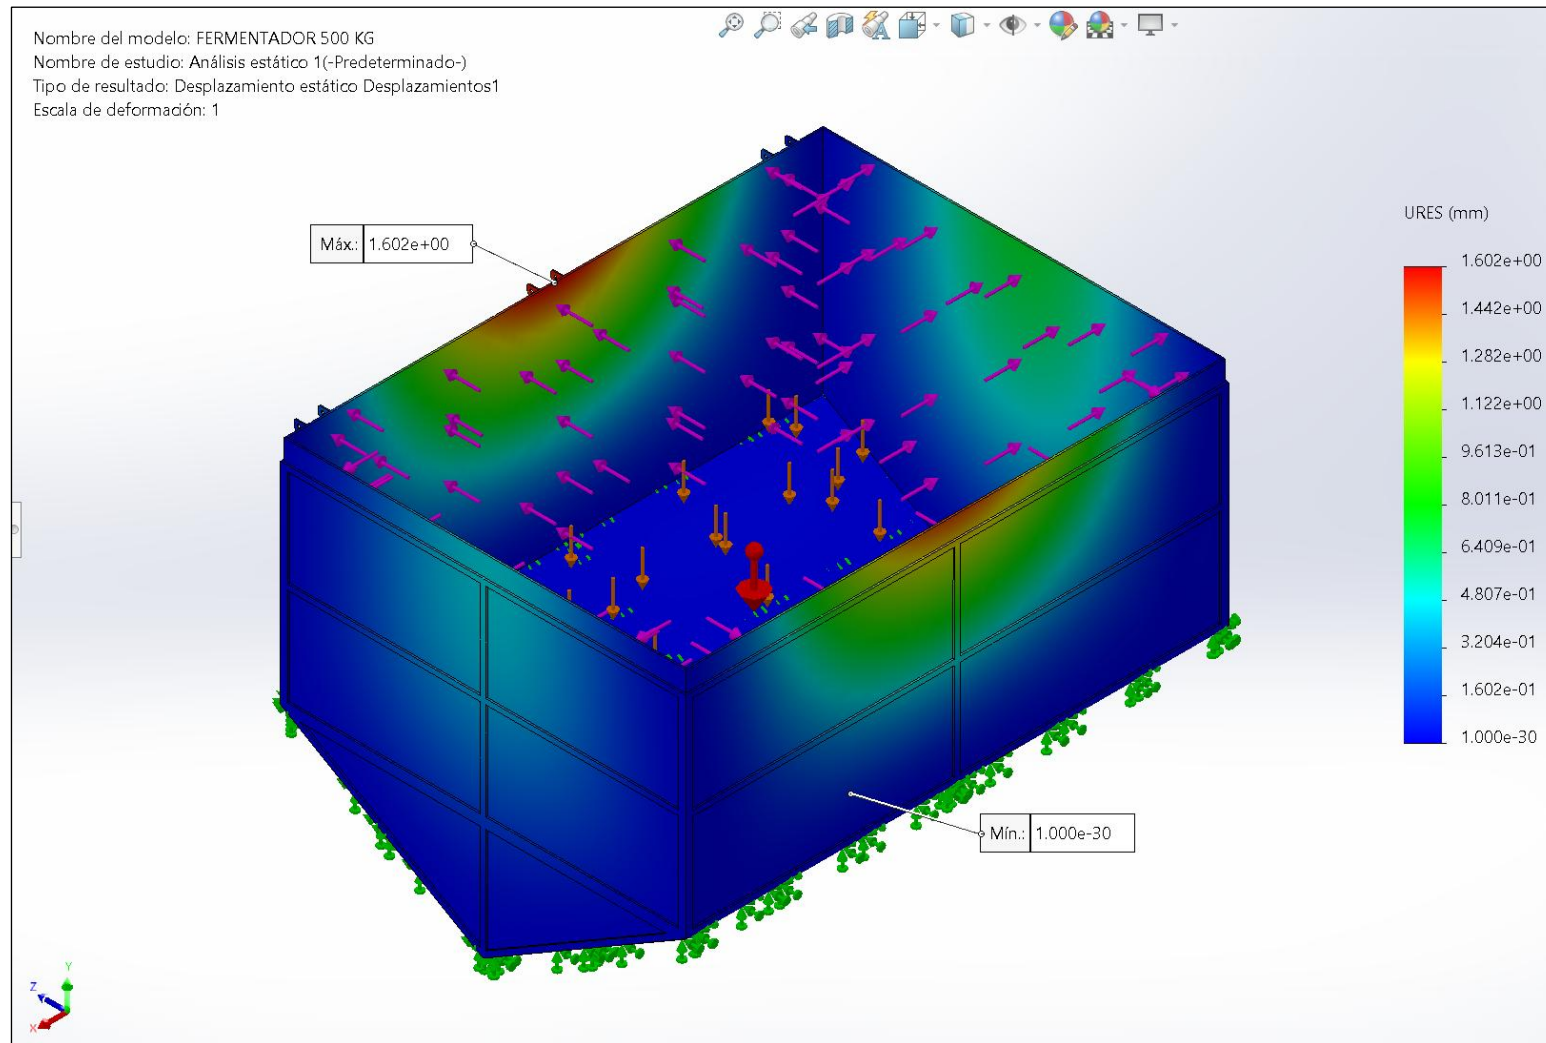 Nombre del modelo: FERMENTADOR 500 KG
Nombre de estudio: Análisis estático 1(-Predeterminado-)
Tipo de resultado: Desplazamiento estático Desplazamientos1
Escala de deformación: 1
Máx.: 1.602e+00
URES (mm)
1.602e+00
1.442e+00
1.282e+00
1.122e+00
9.613e-01
8.011e-01
6.409e-01
4.807e-01
3.204e-01
1.602e-01
1.000e-30
Mín.: 1.000e-30
Y
Z
X